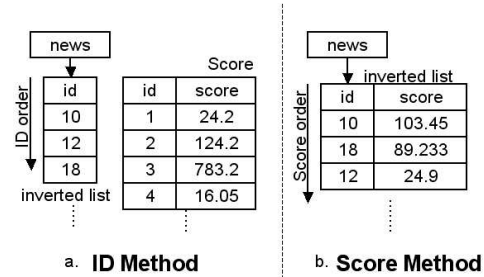 news
Score
ID order
id
10
12
18
inverted list
id score
1 24.2
2 124.2
3 783.2
4 16.05
a. ID Method
news
inverted list
Score order
id score
10 103.45
18 89.233
12 24.9
b. Score Method